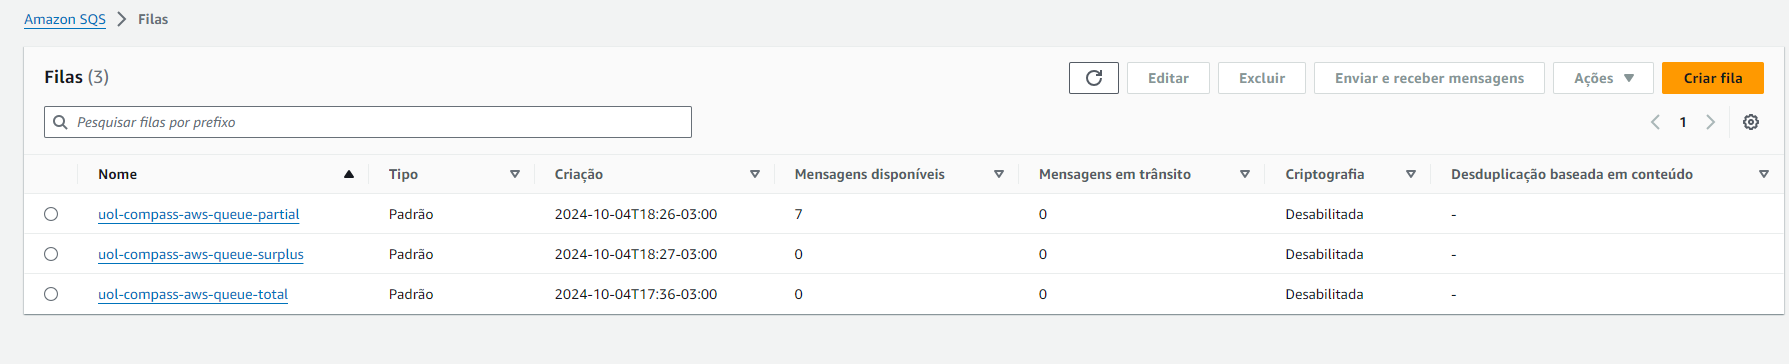 Amazon SQS > Filas
Filas (3)
Editar Excluir Enviar e receber mensagens Ações Criar fila
Pesquisar filas por prefixo
1
Nome Tipo Criação Mensagens disponíveis Mensagens em trânsito Criptografia Desduplicação baseada em conteúdo
uol-compass-aws-queue-partial Padrão 2024-10-04T18:26-03:00 7 0 Desabilitada -
uol-compass-aws-queue-surplus Padrão 2024-10-04T18:27-03:00 0 0 Desabilitada -
uol-compass-aws-queue-total Padrão 2024-10-04T17:36-03:00 0 0 Desabilitada -